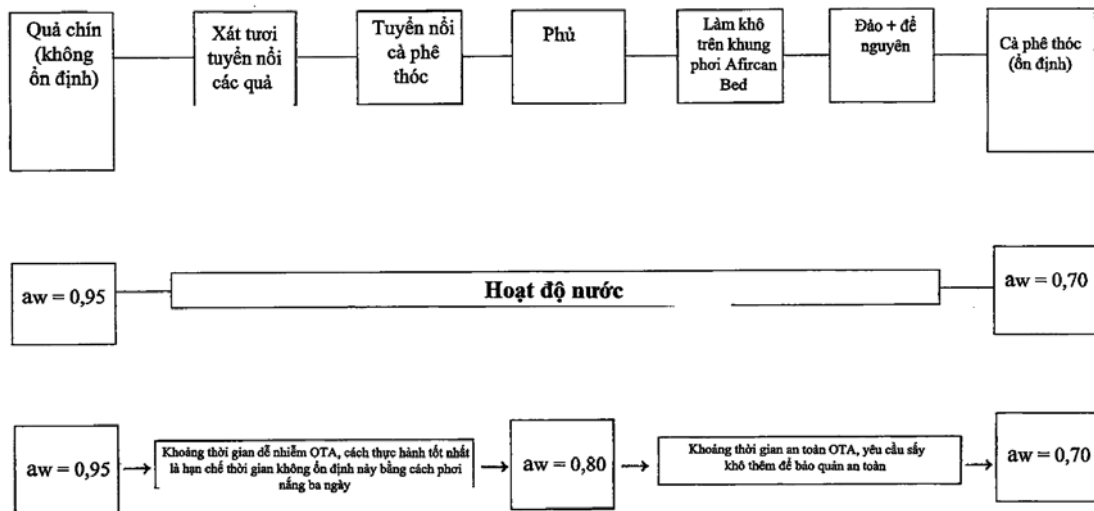 Quả chín
(không
ổn định)
Xát tươi
tuyển nổi
các quả
Tuyển nổi
cà phê
thóc
Phủ
Làm khô
trên khung
phơi Afircan
Bed
Đảo + để
nguyên
Cà phê thóc
(ổn định)
aw = 0,95
Hoạt độ nước
aw = 0,70
aw = 0,95
Khoảng thời gian dễ nhiễm OTA, cách thực hành tốt nhất
là hạn chế thời gian không ổn định này bằng cách phơi
nắng ba ngày
aw = 0,80
Khoảng thời gian an toàn OTA, yêu cầu sấy
khô thêm để bảo quản an toàn
aw = 0,70